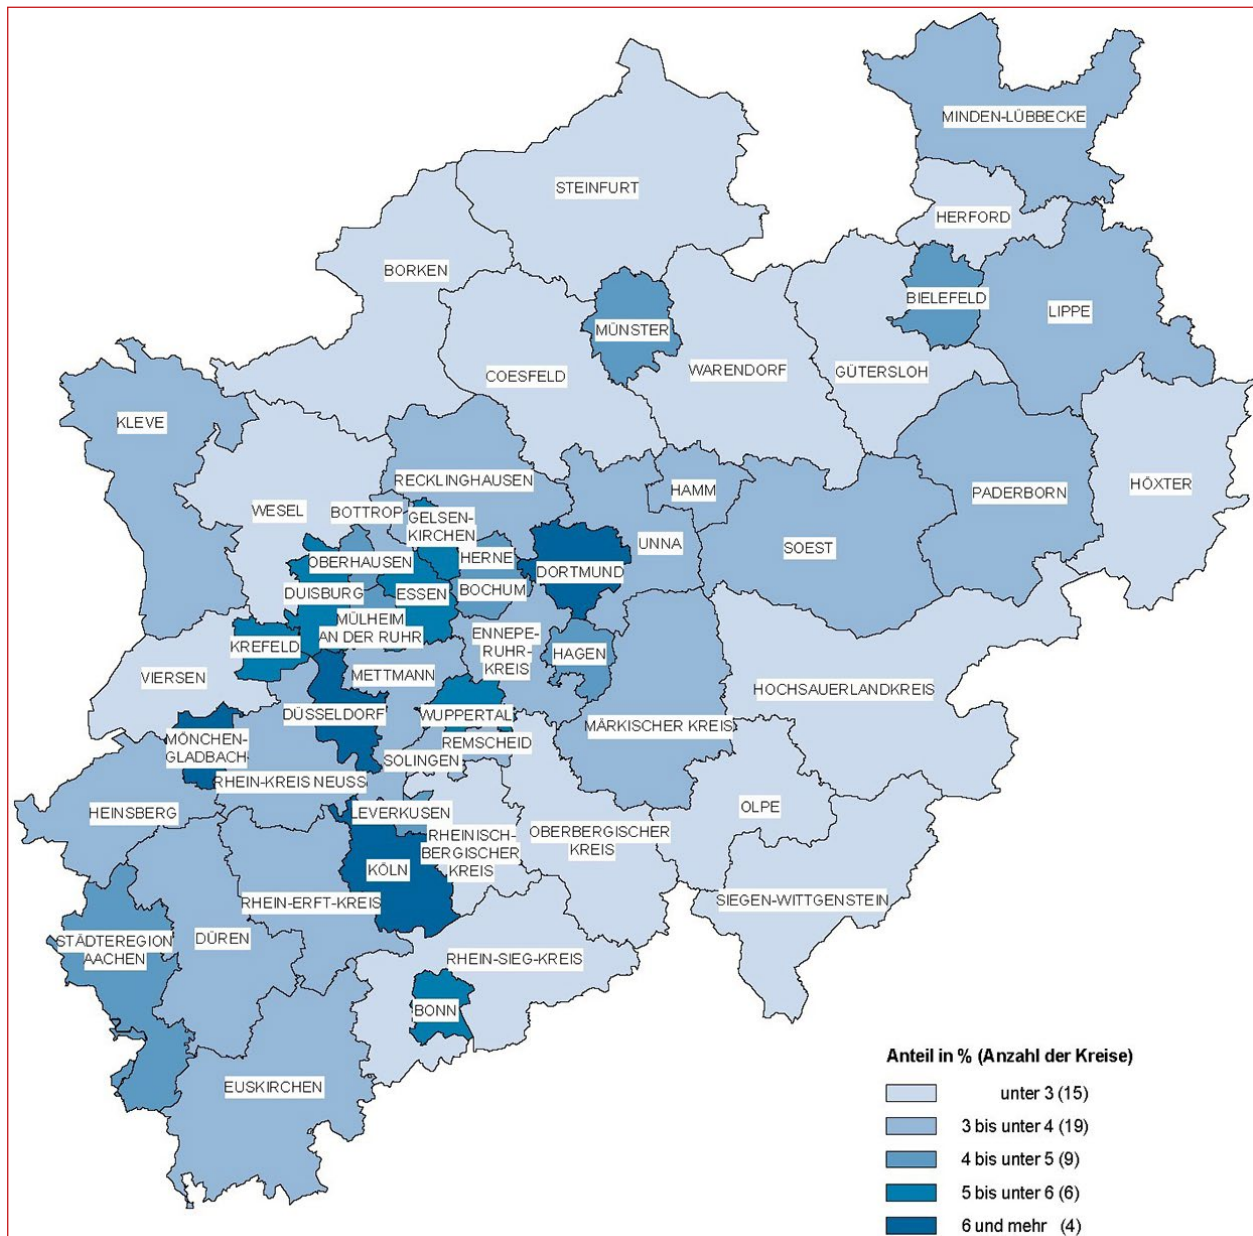 MINDEN-LÜBBECKE
STEINFURT
HERFORD
BORKEN
BIELEFELD
LIPPE
MÜNSTER
COESFELD
WARENDORF
GÜTERSLOH
KLEVE
RECKLINGHAUSEN
HAMM
PADERBORN
HÖXTER
WESEL
BOTTROP
GELSEN-
KIRCHEN
UNNA
SOEST
OBERHAUSEN
HERNE
DORTMUND
DUISBURG
ESSEN
BOCHUM
MÜLHEIM
AN DER RUHR
KREFELD
ENNEPE-
RUHR-
KREIS
HAGEN
VIERSEN
METTMANN
HOCHSAUERLANDKREIS
DÜSSELDORF
WUPPERTAL
MÄRKISCHER KREIS
MÖNCHEN-
GLADBACH
REMSCHEID
SOLINGEN
RHEIN-KREIS NEUSS
HEINSBERG
LEVERKUSEN
OLPE
RHEINISCH-
BERGISCHER
KREIS
OBERBERGISCHER
KREIS
KÖLN
RHEIN-ERFT-KREIS
SIEGEN-WITTGENSTEIN
STÄDTEREGION
AACHEN
DÜREN
RHEIN-SIEG-KREIS
BONN
EUSKIRCHEN
Anteil in % (Anzahl der Kreise)
unter 3 (15)
3 bis unter 4 (19)
4 bis unter 5 (9)
5 bis unter 6 (6)
6 und mehr (4)